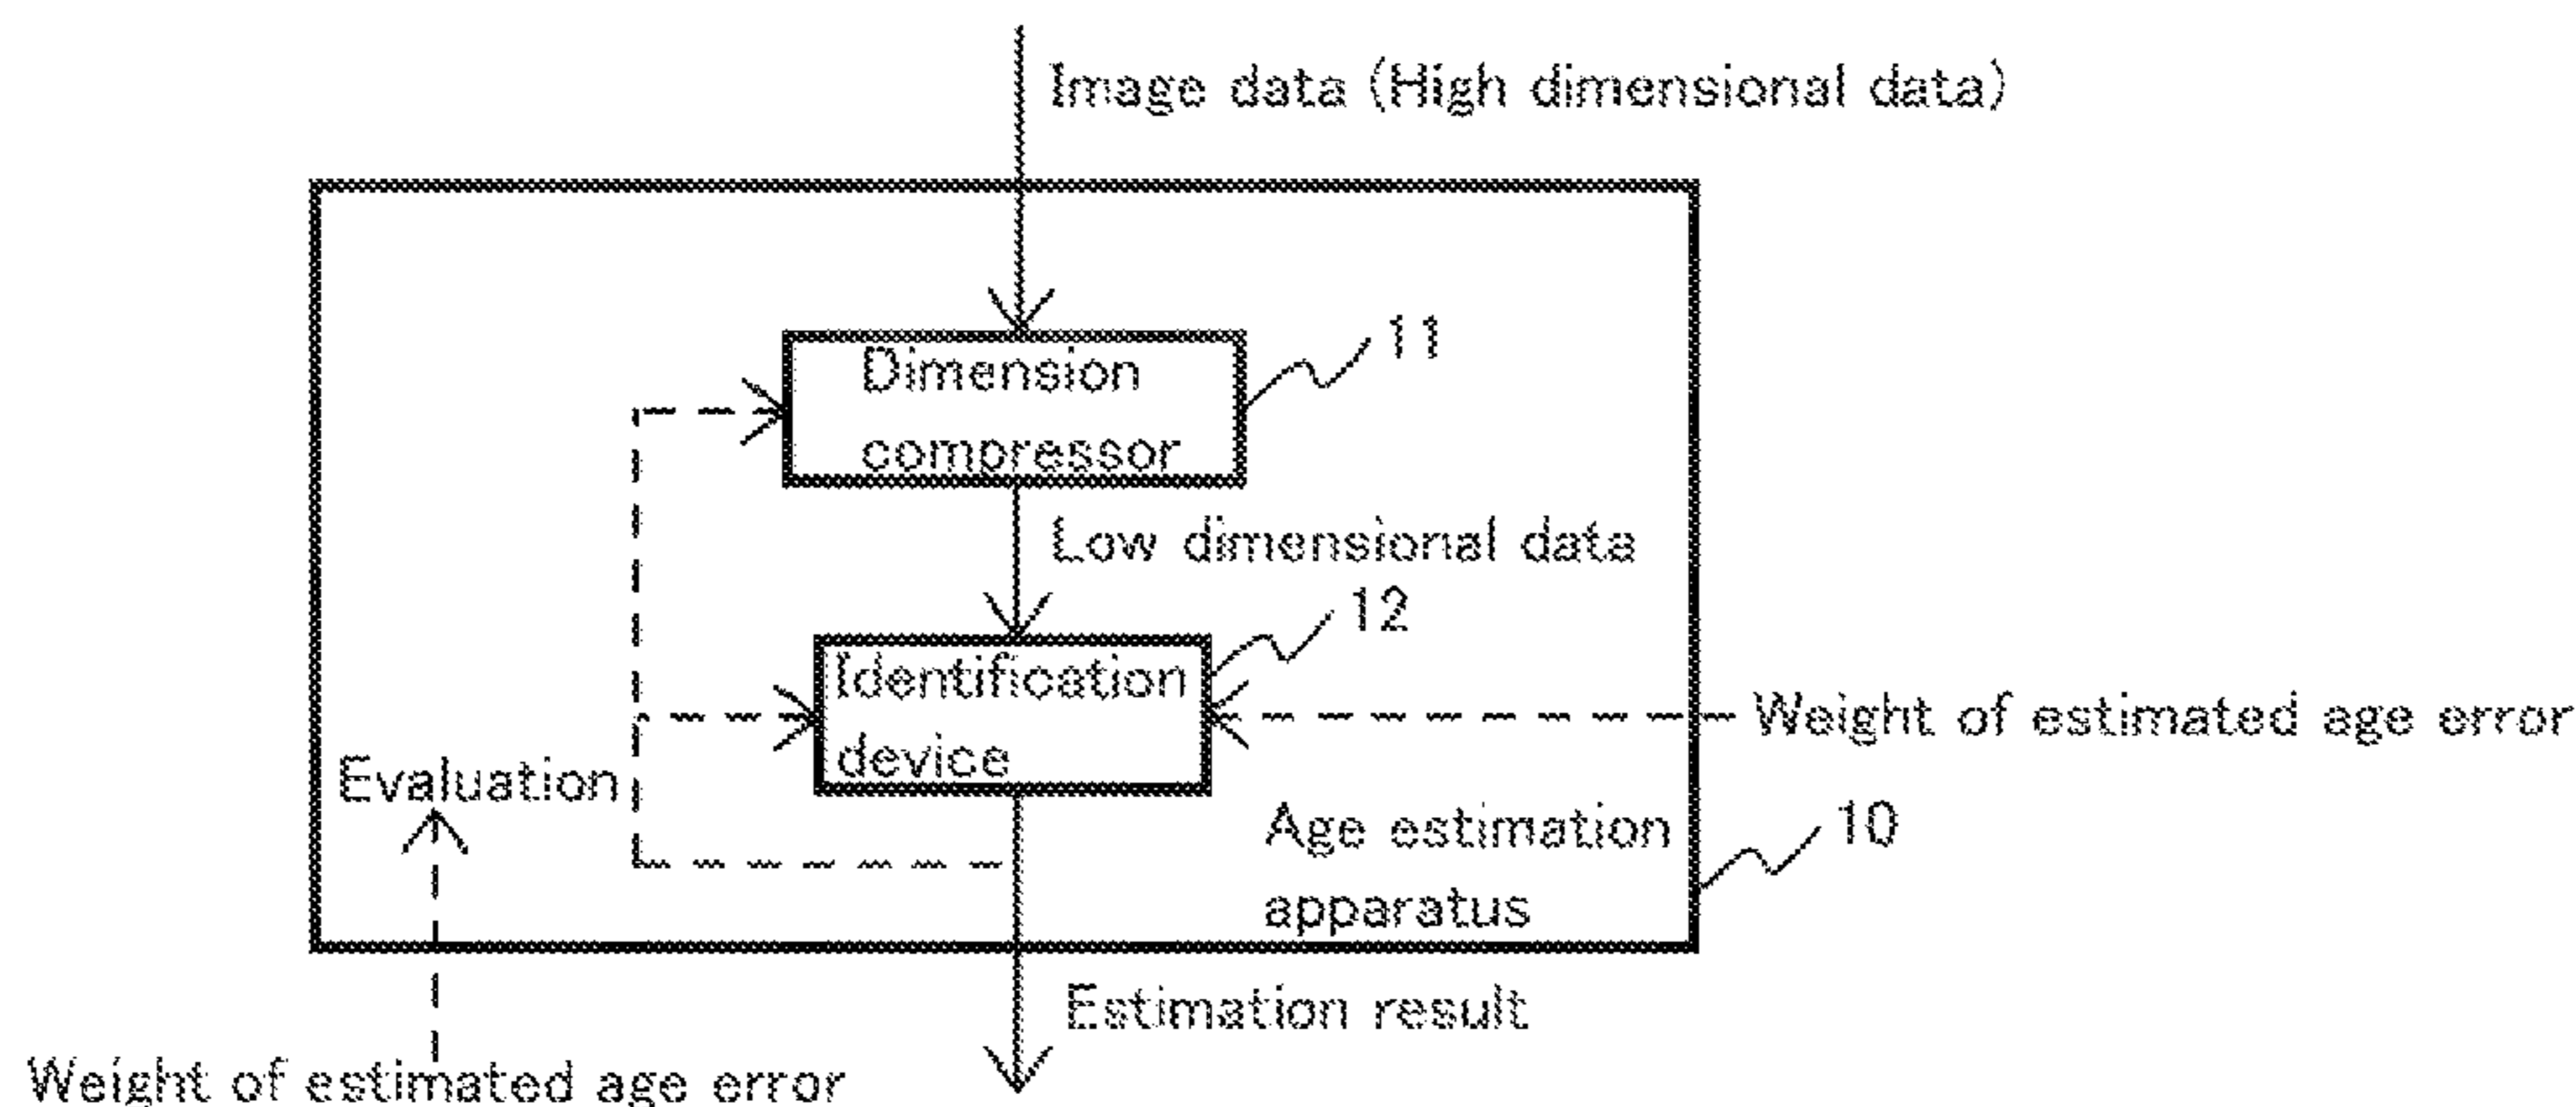 Image data (High dimensional data)
11
Dimension
compressor
Low dimensional data
12
Identification
device
Weight of estimated age error
Evaluation
Age estimation
apparatus
10
Estimation result
Weight of estimated age error